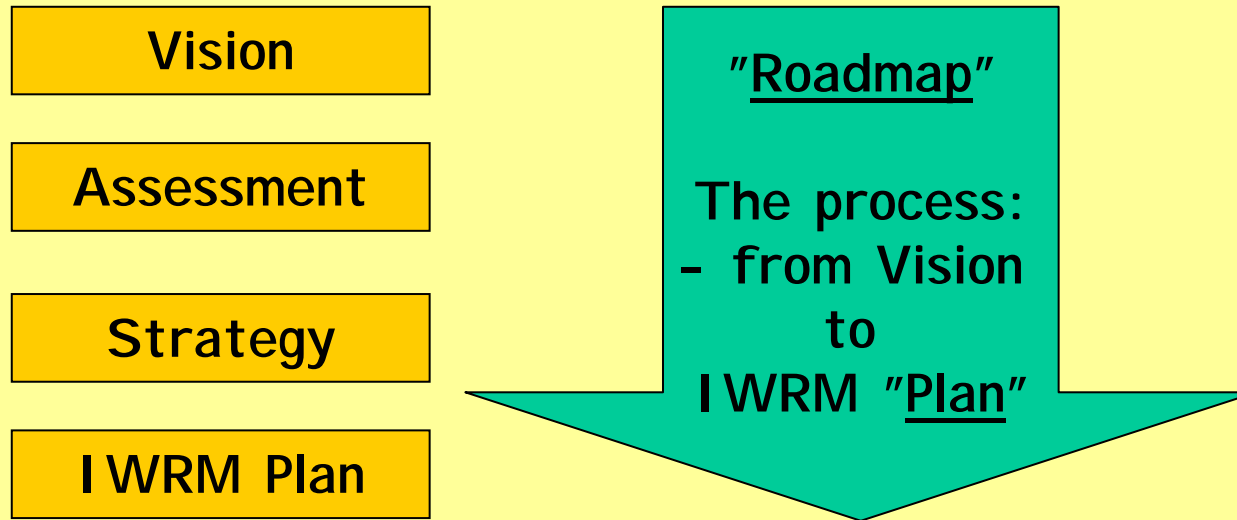 Vision
Assessment
Strategy
IWRM Plan
"Roadmap"
The process:
- from Vision
to
IWRM "Plan"